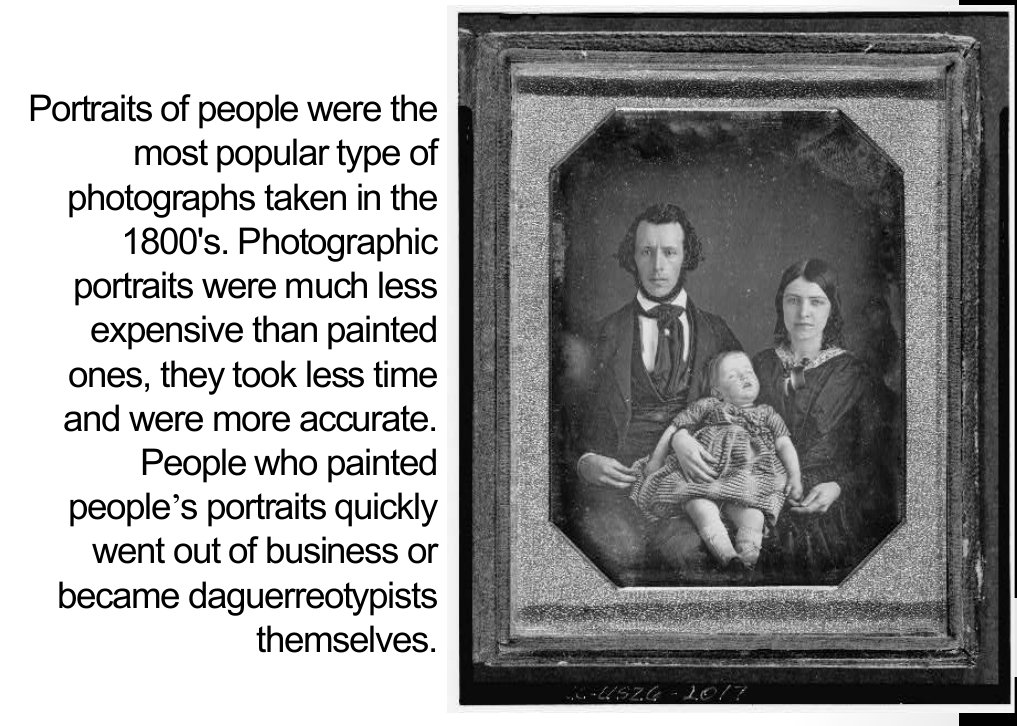 Portraits of people were the
most popular type of
photographs taken in the
1800's. Photographic
portraits were much less
expensive than painted
ones, they took less time
and were more accurate.
People who painted
people’s portraits quickly
went out of business or
became daguerreotypists
themselves.
-USZ6-2017